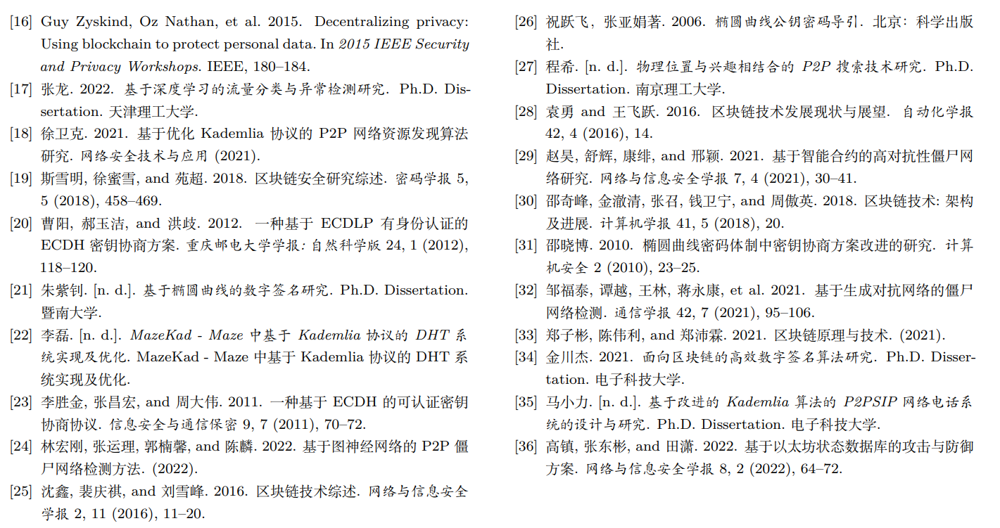 [16] Guy Zyskind, Oz Nathan, et al. 2015. Decentralizing privacy:
Using blockchain to protect personal data. In 2015 IEEE Security
and Privacy Workshops. IEEE, 180–184.
[17] 张龙. 2022. 基于深度学习的流量分类与异常检测研究. Ph.D. Dis-
sertation. 天津理工大学.
[18] 徐卫克. 2021. 基于优化 Kademlia 协议的 P2P 网络资源发现算法
研究. 网络安全技术与应用 (2021).
[19] 斯雪明, 徐蜜雪, and 苑超. 2018. 区块链安全研究综述. 密码学报 5,
5 (2018), 458–469.
[20] 曹阳, 郝玉洁, and 洪歧. 2012. 一种基于 ECDLP 有身份认证的
ECDH 密钥协商方案. 重庆邮电大学学报: 自然科学版 24, 1 (2012),
118–120.
[21] 朱紫钊. [n. d.]. 基于椭圆曲线的数字签名研究. Ph.D. Dissertation.
暨南大学.
[22] 李磊. [n. d.]. MazeKad - Maze 中基于 Kademlia 协议的 DHT 系
统实现及优化. MazeKad - Maze 中基于 Kademlia 协议的 DHT 系
统实现及优化.
[23] 李胜金, 张昌宏, and 周大伟. 2011. 一种基于 ECDH 的可认证密钥
协商协议. 信息安全与通信保密 9, 7 (2011), 70–72.
[24] 林宏刚, 张运理, 郭楠馨, and 陈麟. 2022. 基于图神经网络的 P2P 僵
尸网络检测方法. (2022).
[25] 沈鑫, 裴庆祺, and 刘雪峰. 2016. 区块链技术综述. 网络与信息安全
学报 2, 11 (2016), 11–20.
[26] 祝跃飞, 张亚娟著. 2006. 椭圆曲线公钥密码导引. 北京: 科学出版
社.
[27] 程希. [n. d.]. 物理位置与兴趣相结合的 P2P 搜索技术研究. Ph.D.
Dissertation. 南京理工大学.
[28] 袁勇 and 王飞跃. 2016. 区块链技术发展现状与展望. 自动化学报
42, 4 (2016), 14.
[29] 赵昊, 舒辉, 康绯, and 邢颖. 2021. 基于智能合约的高对抗性僵尸网
络研究. 网络与信息安全学报 7, 4 (2021), 30–41.
[30] 邵奇峰, 金澈清, 张召, 钱卫宁, and 周傲英. 2018. 区块链技术: 架构
及进展. 计算机学报 41, 5 (2018), 20.
[31] 邵晓博. 2010. 椭圆曲线密码体制中密钥协商方案改进的研究. 计算
机安全 2 (2010), 23–25.
[32] 邹福泰, 谭越, 王林, 蒋永康, et al. 2021. 基于生成对抗网络的僵尸
网络检测. 通信学报 42, 7 (2021), 95–106.
[33] 郑子彬, 陈伟利, and 郑沛霖. 2021. 区块链原理与技术. (2021).
[34] 金川杰. 2021. 面向区块链的高效数字签名算法研究. Ph.D. Disser-
tation. 电子科技大学.
[35] 马小力. [n. d.]. 基于改进的 Kademlia 算法的 P2PSIP 网络电话系
统的设计与研究. Ph.D. Dissertation. 电子科技大学.
[36] 高镇, 张东彬, and 田潇. 2022. 基于以太坊状态数据库的攻击与防御
方案. 网络与信息安全学报 8, 2 (2022), 64–72.